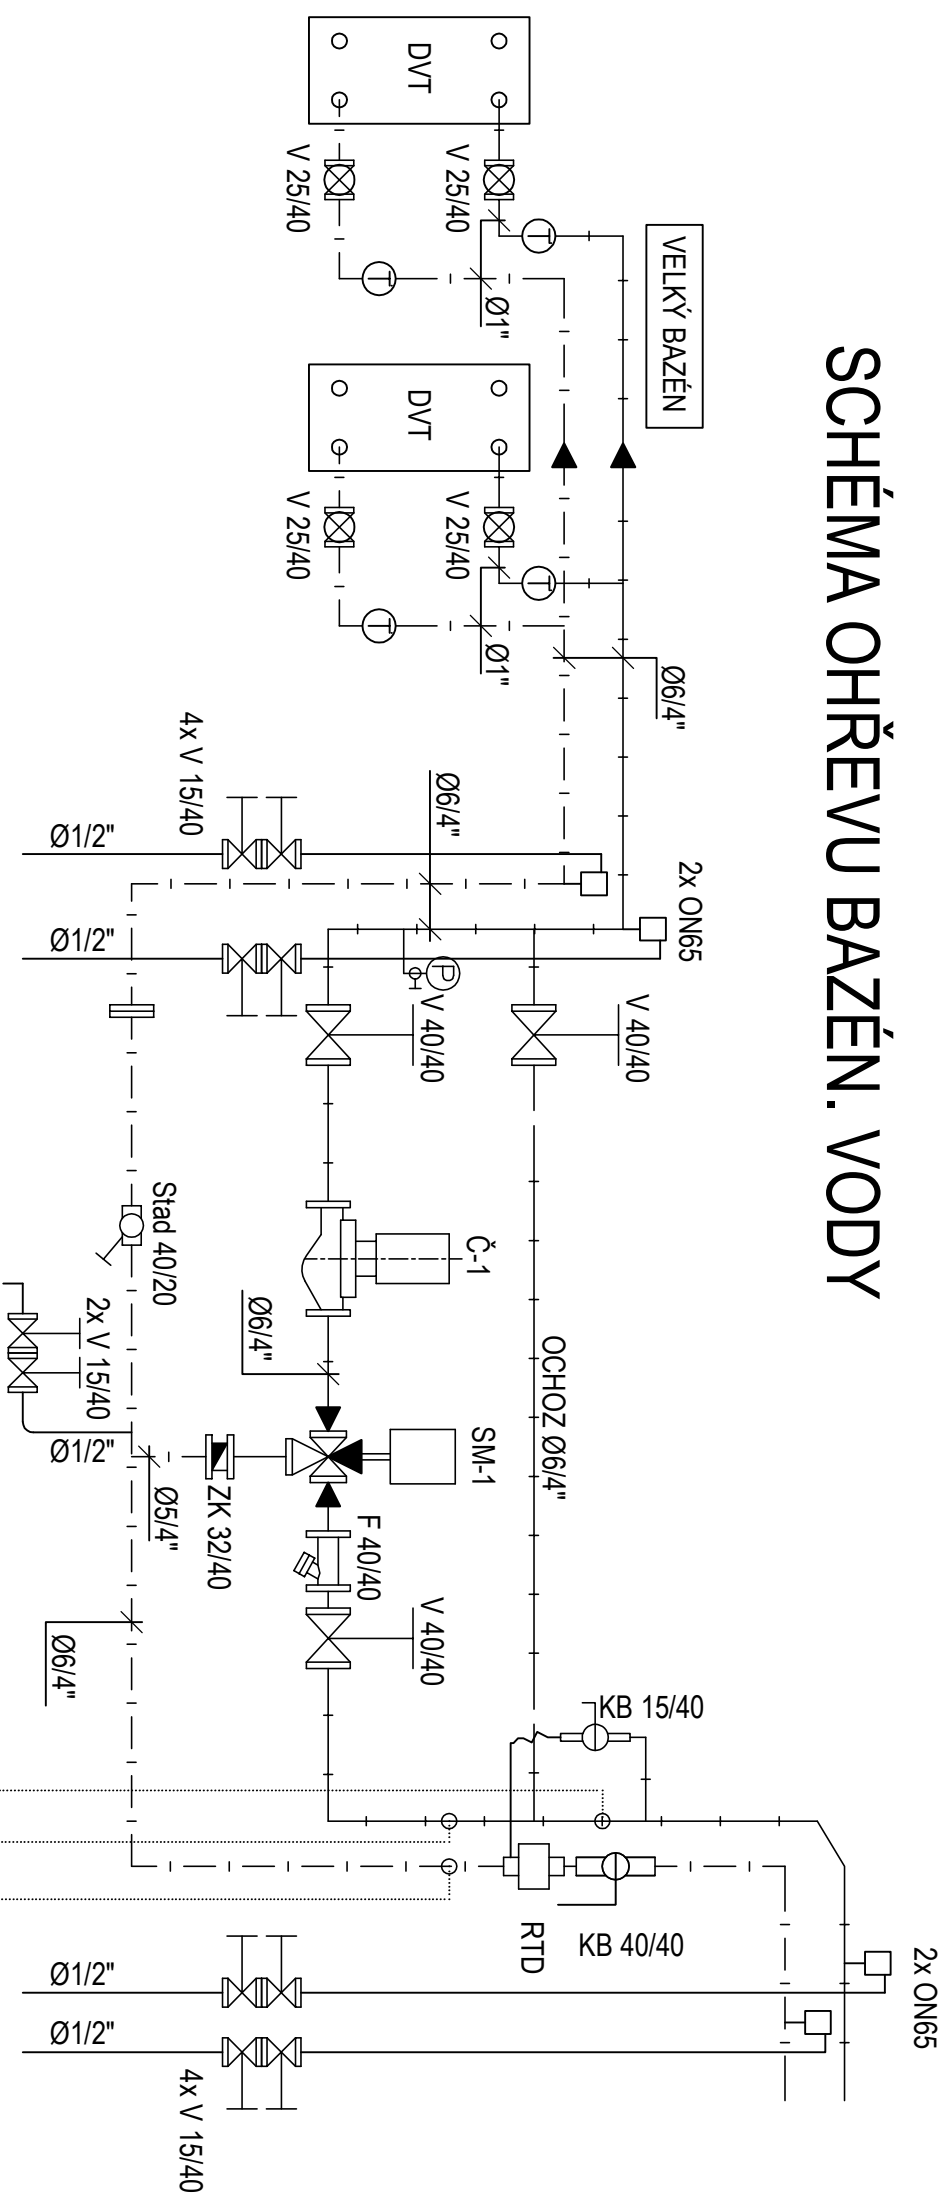 SCHÉMA OHŘEVU BAZÉN. VODY
VELKÝ BAZÉN
DVT
V 25/40
V 25/40
Ø1"
DVT
V 25/40
V 25/40
Ø1"
Ø6/4"
2x ON65
Ø6/4"
4x V 15/40
Ø1/2"
Ø1/2"
P
V 40/40
V 40/40
Č-1
Stad 40/20
2x V 15/40
Ø1/2"
Ø6/4"
OCHOZ Ø6/4"
SM-1
ZK 32/40
Ø5/4"
F 40/40
V 40/40
Ø6/4"
KB 15/40
RTD
KB 40/40
2x ON65
Ø1/2"
Ø1/2"
4x V 15/40